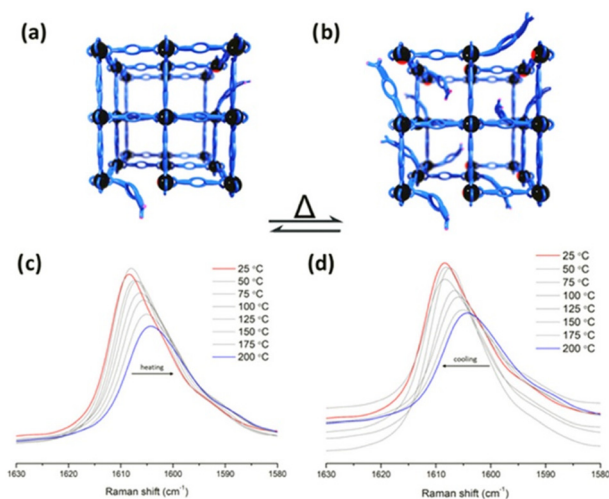 (a)
(b)
Δ
(c)
25 °C
50 °C
75 °C
100 °C
125 °C
150 °C
175 °C
200 °C
heating
1630
1620
1610
1600
1590
1580
Raman shift (cm⁻¹)
(d)
25 °C
50 °C
75 °C
100 °C
125 °C
150 °C
175 °C
200 °C
cooling
1630
1620
1610
1600
1590
1580
Raman shift (cm⁻¹)